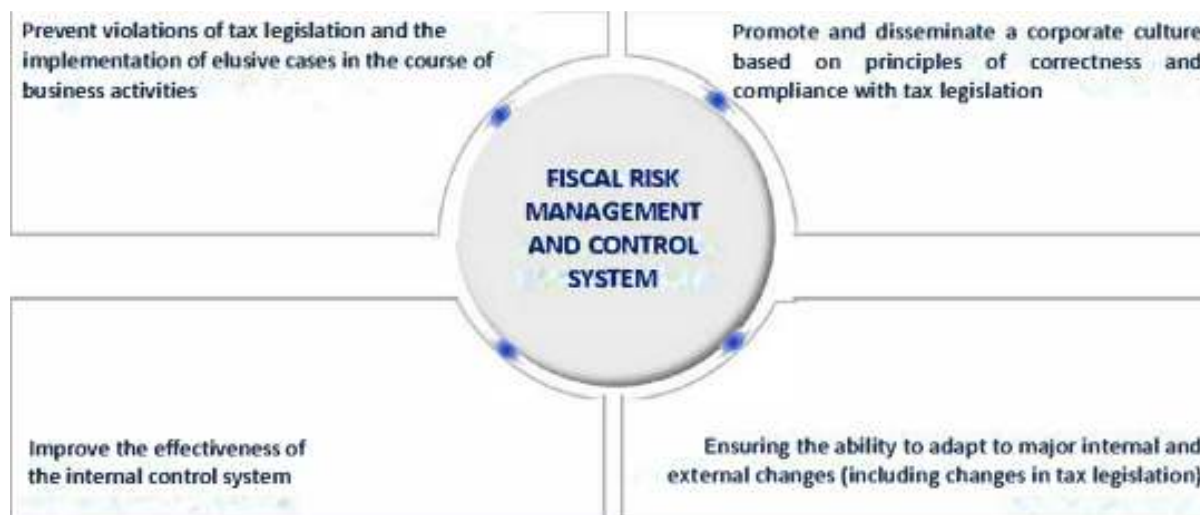 Prevent violations of tax legislation and the
implementation of elusive cases in the course of
business activities
Promote and disseminate a corporate culture
based on principles of correctness and
compliance with tax legislation
FISCAL RISK
MANAGEMENT
AND CONTROL
SYSTEM
Improve the effectiveness of
the internal control system
Ensuring the ability to adapt to major internal and
external changes (including changes in tax legislation)